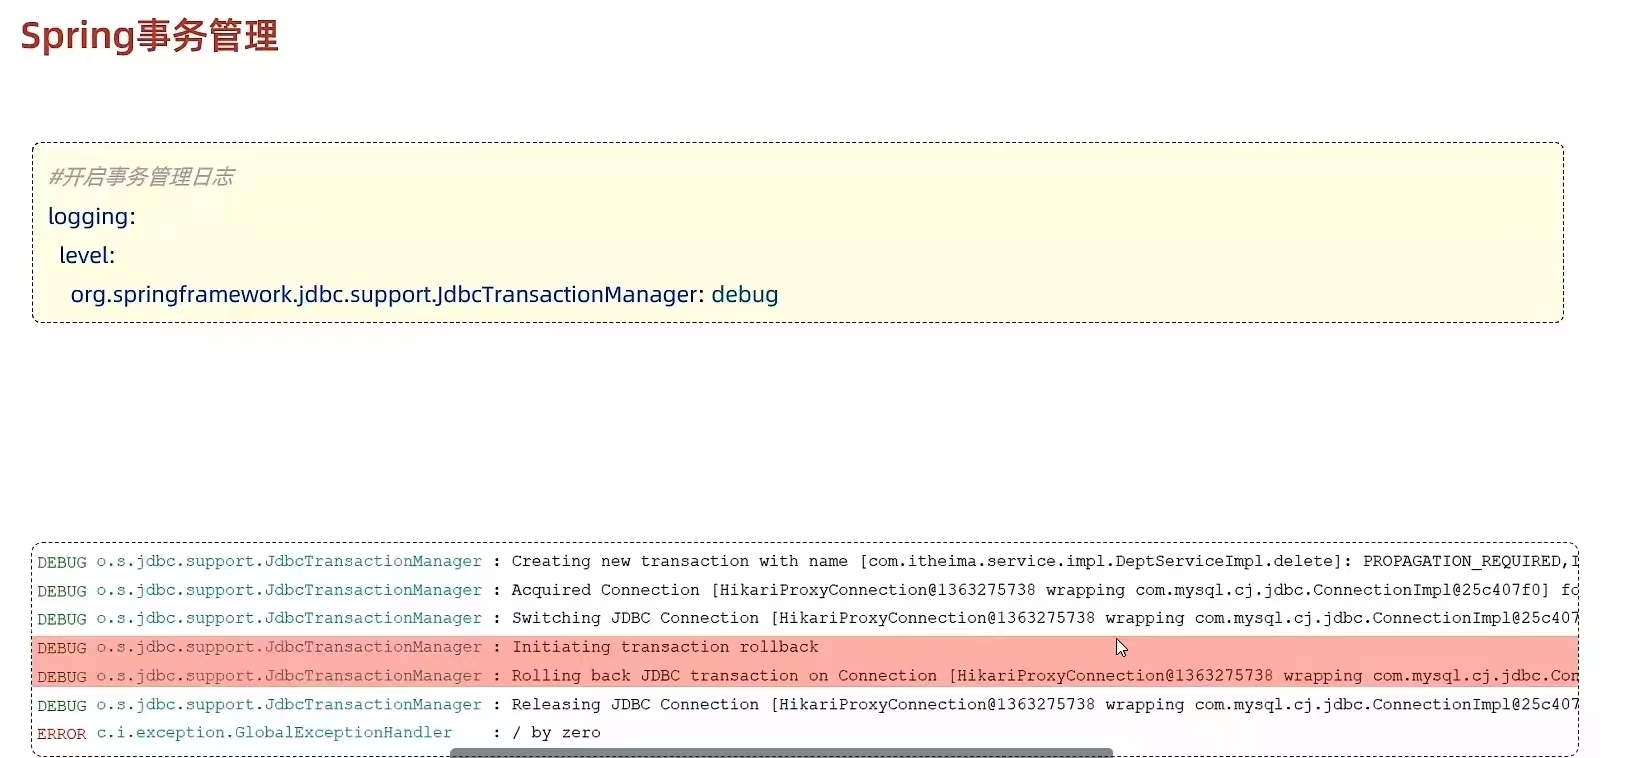 Spring事务管理
#开启事务管理日志
logging:
level:
org.springframework.jdbc.support.JdbcTransactionManager: debug
DEBUG o.s.jdbc.support.JdbcTransactionManager : Creating new transaction with name [com.itheima.service.impl.DeptServiceImpl.delete]: PROPAGATION_REQUIRED,I
DEBUG o.s.jdbc.support.JdbcTransactionManager : Acquired Connection [HikariProxyConnection@1363275738 wrapping com.mysql.cj.jdbc.ConnectionImpl@25c407f0] fo
DEBUG o.s.jdbc.support.JdbcTransactionManager : Switching JDBC Connection [HikariProxyConnection@1363275738 wrapping com.mysql.cj.jdbc.ConnectionImpl@25c407
DEBUG o.s.jdbc.support.JdbcTransactionManager : Initiating transaction rollback
DEBUG o.s.jdbc.support.JdbcTransactionManager : Rolling back JDBC transaction on Connection [HikariProxyConnection@1363275738 wrapping com.mysql.cj.jdbc.Con
DEBUG o.s.jdbc.support.JdbcTransactionManager : Releasing JDBC Connection [HikariProxyConnection@1363275738 wrapping com.mysql.cj.jdbc.ConnectionImpl@25c407
ERROR c.i.exception.GlobalExceptionHandler : / by zero